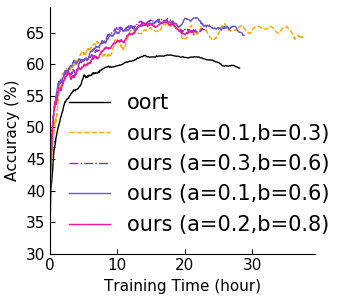 Accuracy (%)
65
60
55
50
45
40
35
30
oort
ours (a=0.1,b=0.3)
ours (a=0.3,b=0.6)
ours (a=0.1,b=0.6)
ours (a=0.2,b=0.8)
0 10 20 30
Training Time (hour)